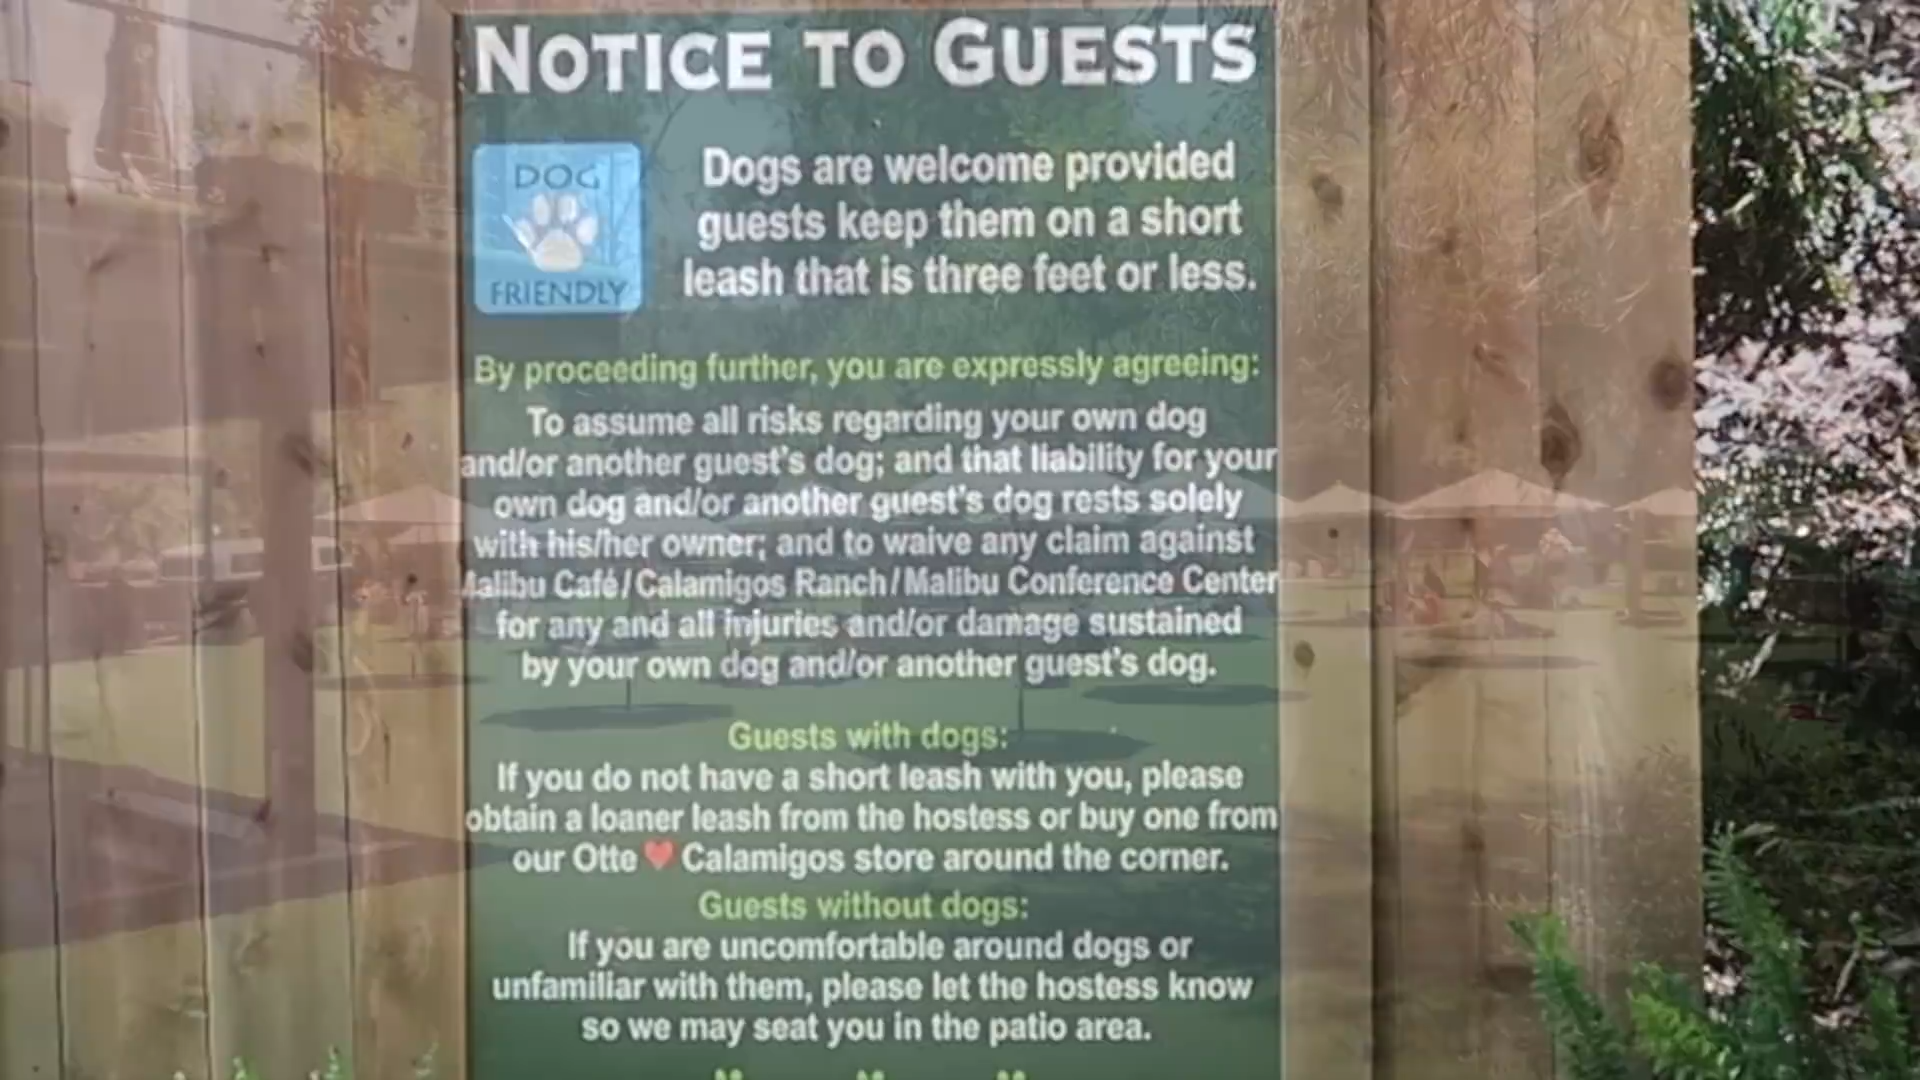 NOTICE TO GUESTS
DOG
FRIENDLY
Dogs are welcome provided
guests keep them on a short
leash that is three feet or less.
By proceeding further, you are expressly agreeing:
To assume all risks regarding your own dog
and/or another guest's dog; and that liability for your
own dog and/or another guest's dog rests solely
with his/her owner; and to waive any claim against
Malibu Café/Calamigos Ranch/Malibu Conference Center
for any and all injuries and/or damage sustained
by your own dog and/or another guest's dog.
Guests with dogs:
If you do not have a short leash with you, please
obtain a loaner leash from the hostess or buy one from
our Otte ♥ Calamigos store around the corner.
Guests without dogs:
If you are uncomfortable around dogs or
unfamiliar with them, please let the hostess know
so we may seat you in the patio area.